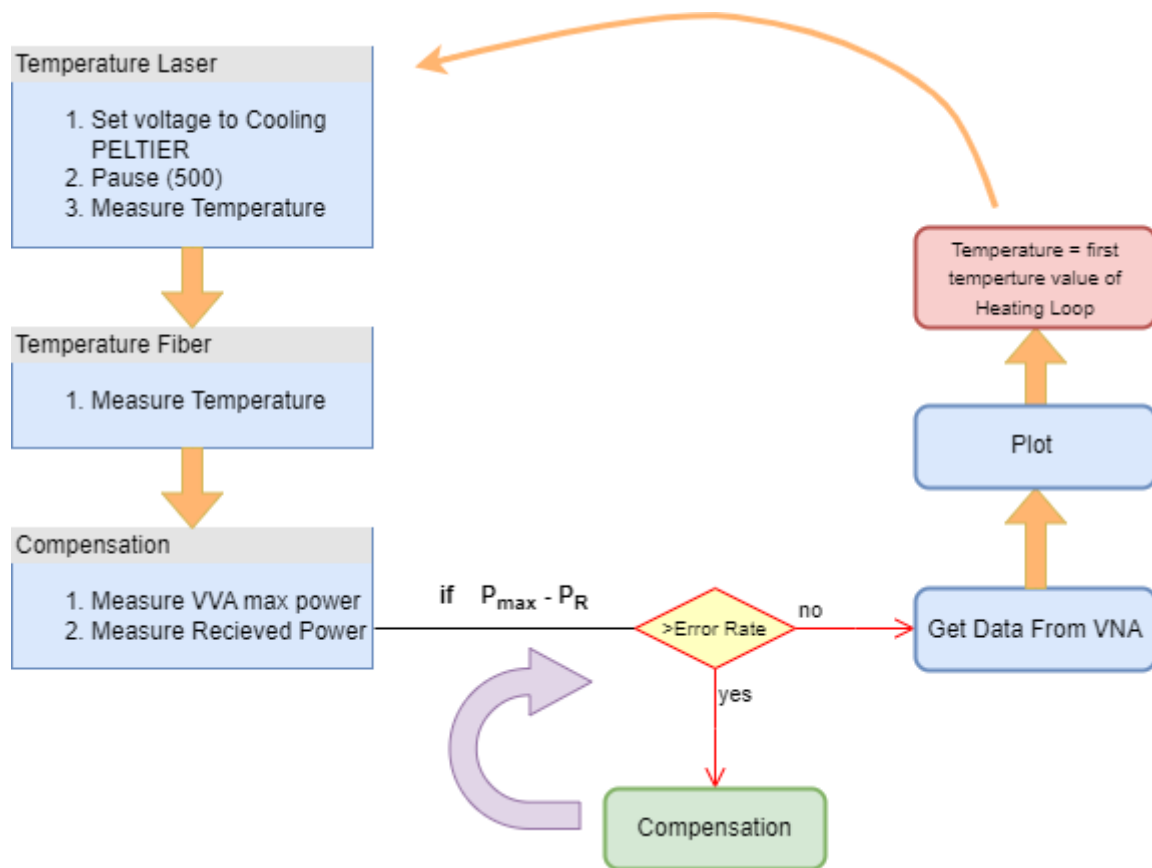 Temperature Laser
1. Set voltage to Cooling
PELTIER
2. Pause (500)
3. Measure Temperature
Temperature Fiber
1. Measure Temperature
Compensation
1. Measure VVA max power
2. Measure Recieved Power
if P_max - P_R
>Error Rate
no
yes
Compensation
Get Data From VNA
Plot
Temperature = first
temperture value of
Heating Loop